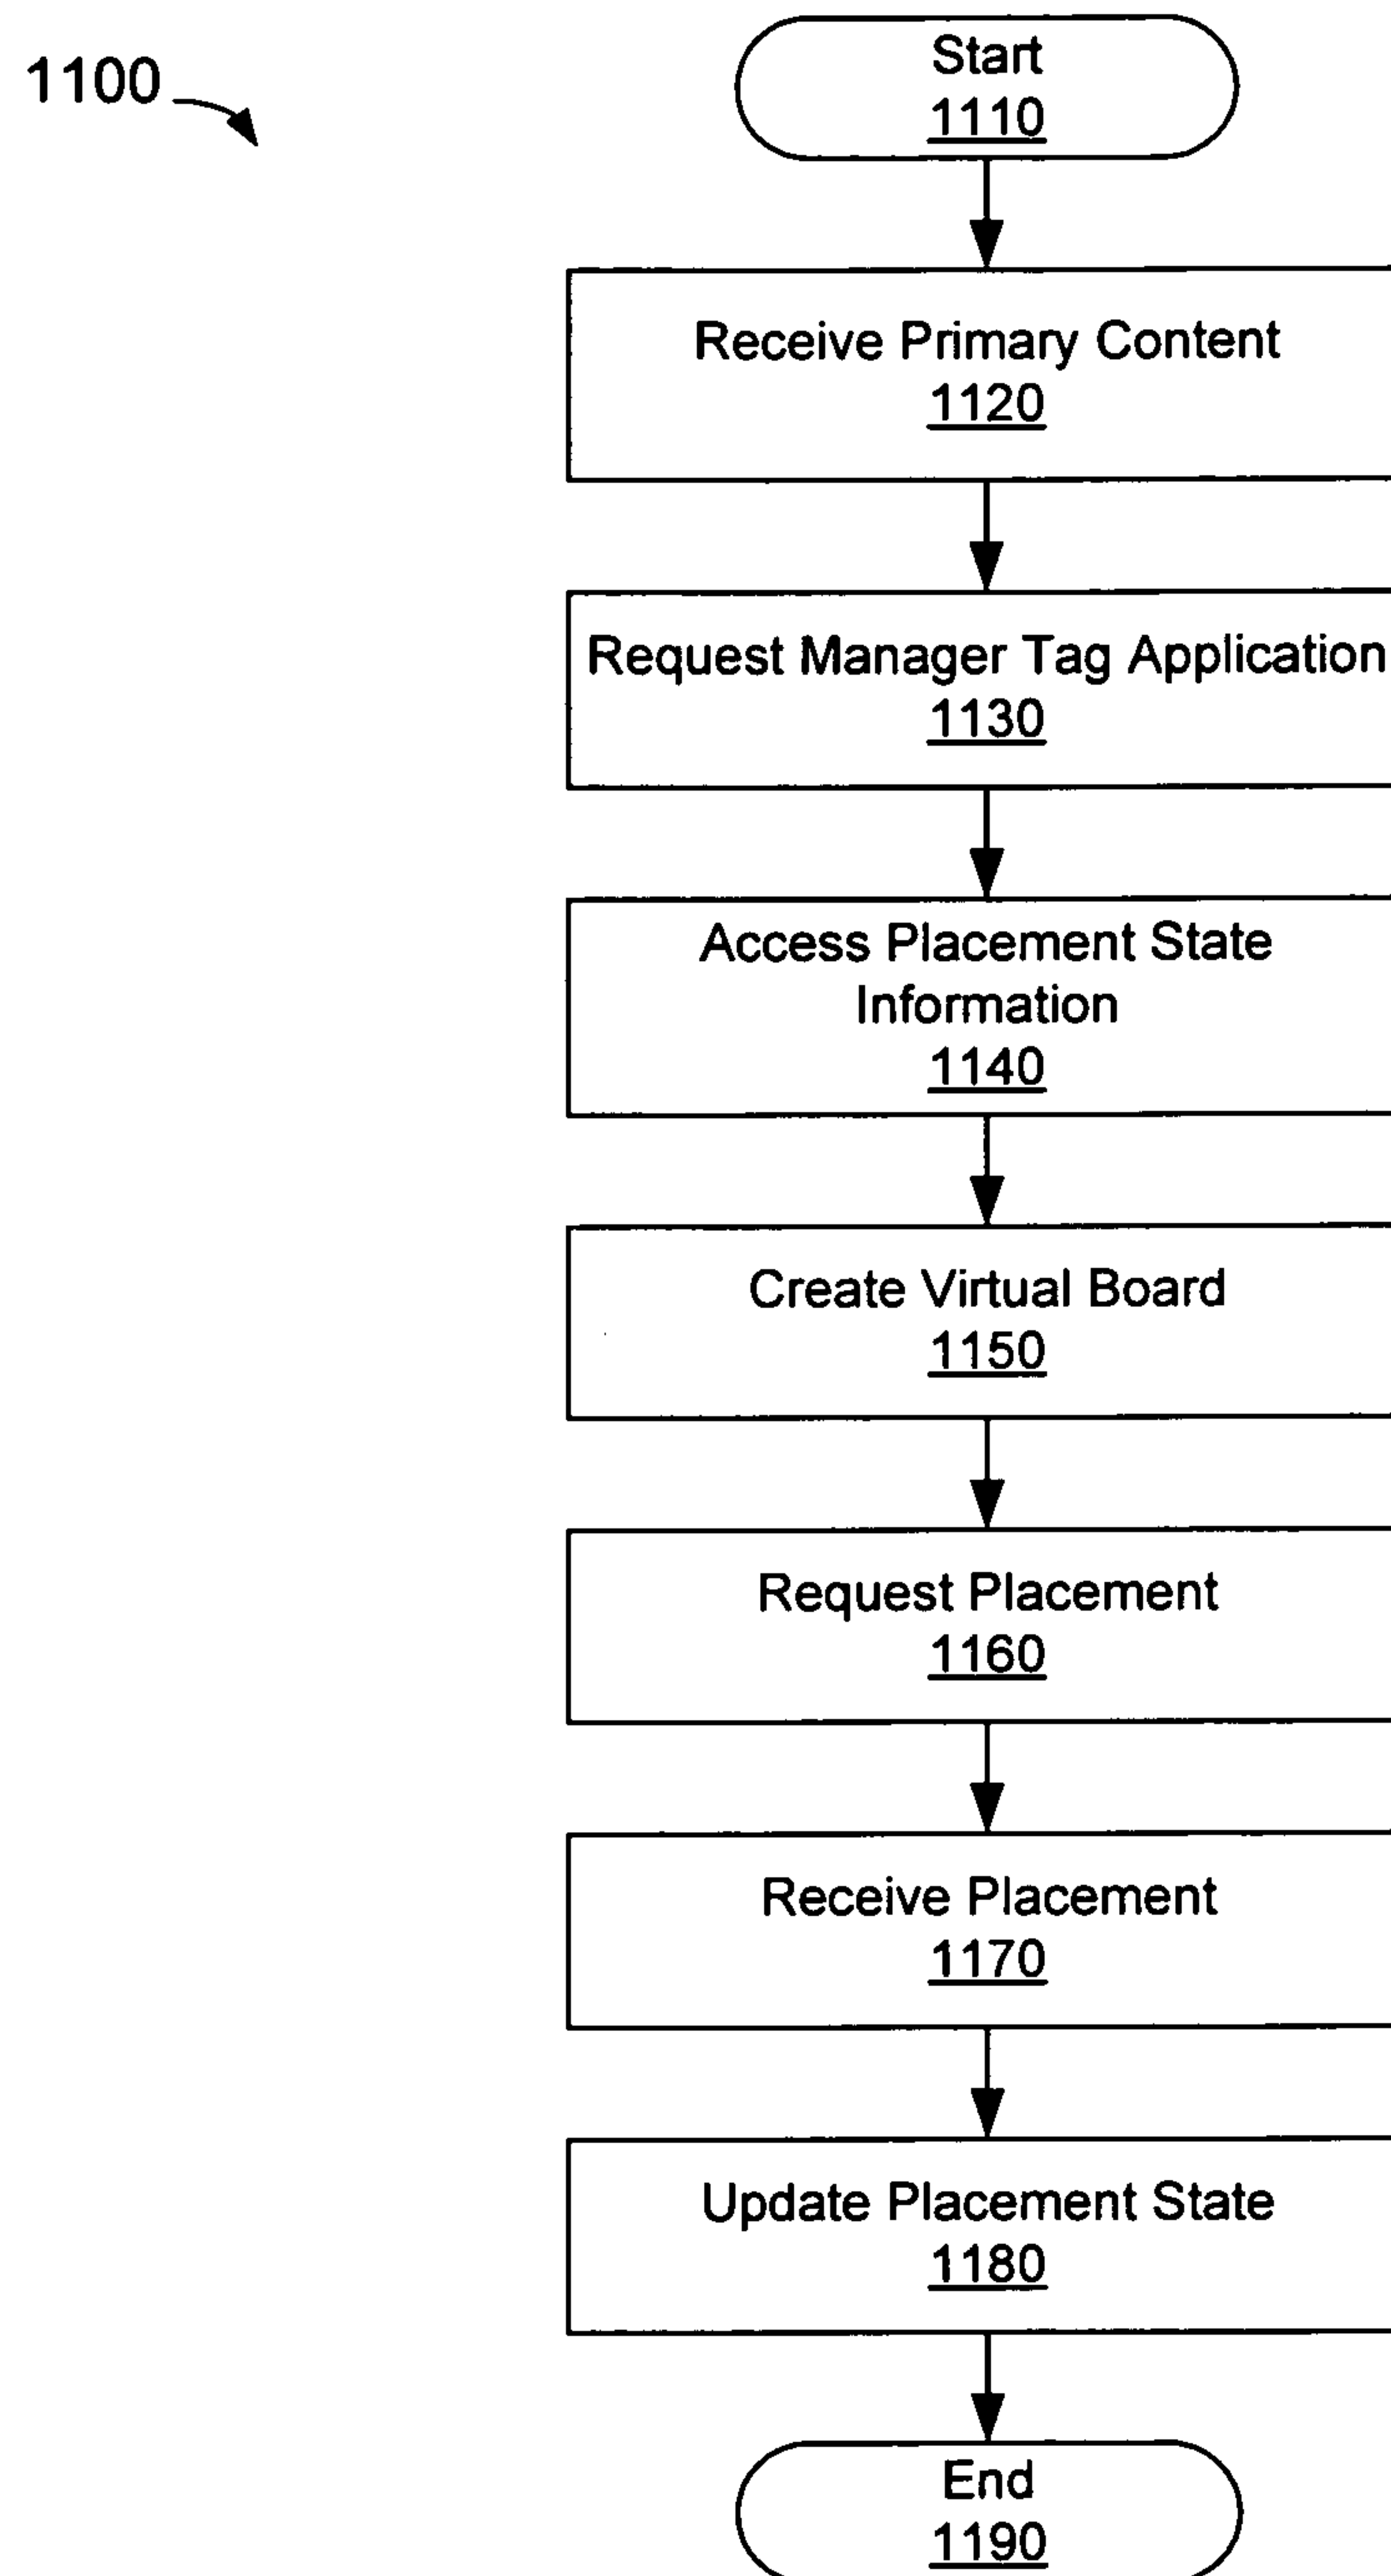 1100
Start
1110
Receive Primary Content
1120
Request Manager Tag Application
1130
Access Placement State
Information
1140
Create Virtual Board
1150
Request Placement
1160
Receive Placement
1170
Update Placement State
1180
End
1190